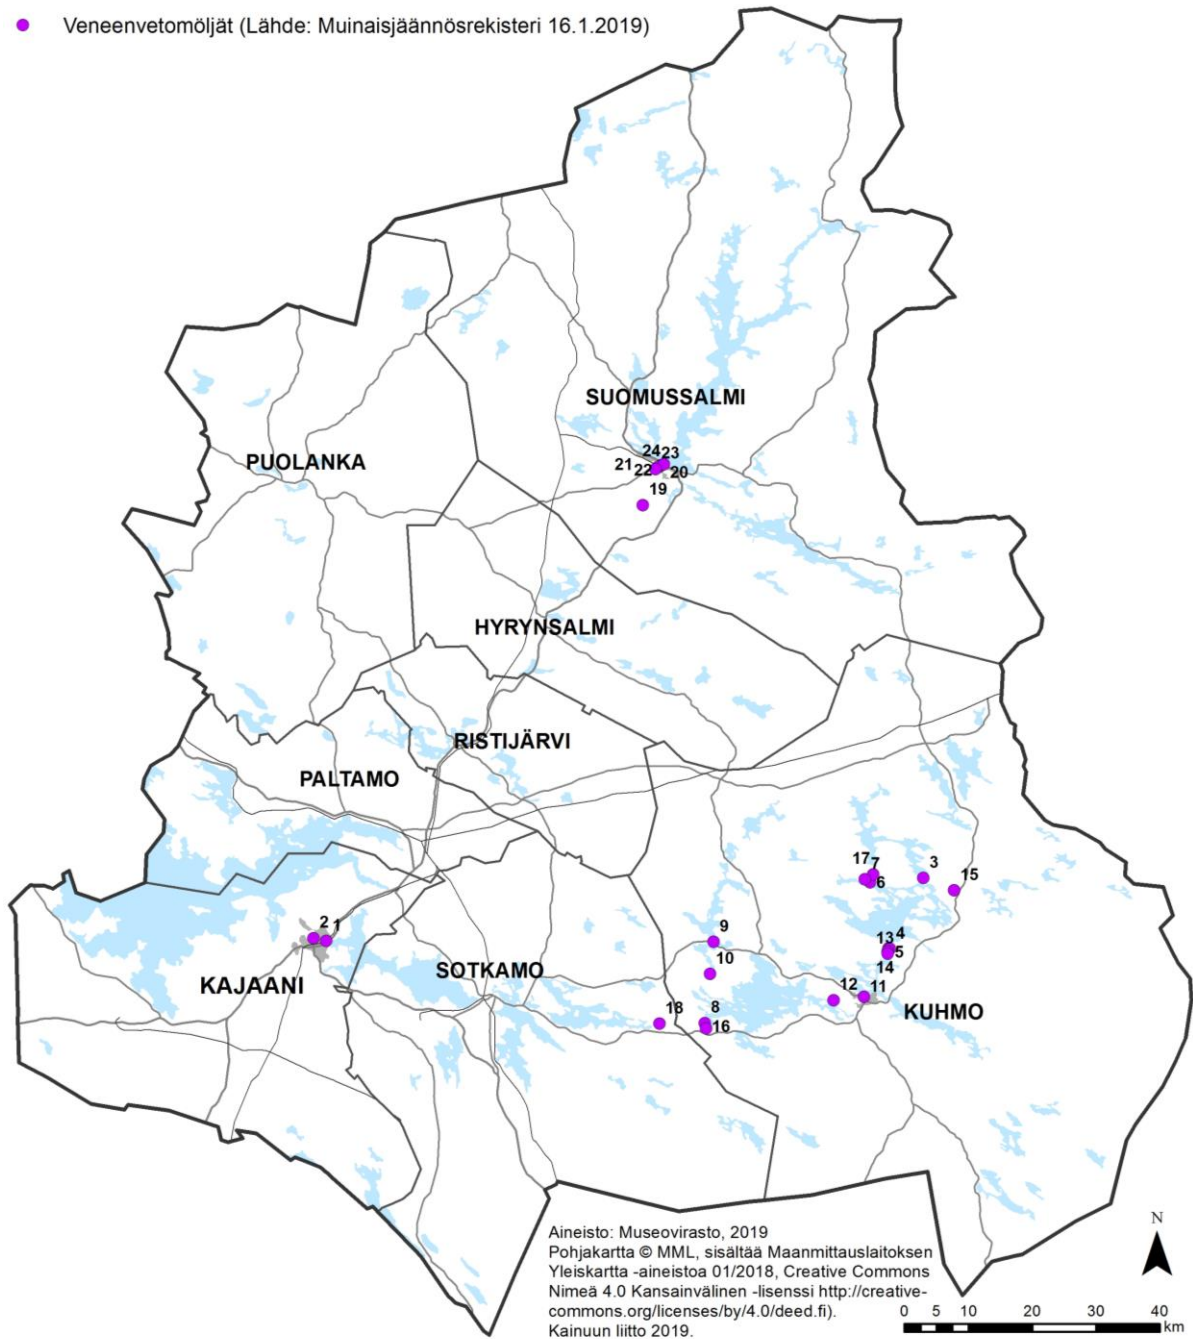 Veneenvetomöljät (Lähde: Muinaisjäännösrekisteri 16.1.2019)
SUOMUSSALMI
PUOLANKA
24 23
21 22 20
19
HYRYNSALMI
RISTIJÄRVI
PALTAMO
17 7 3
6 15
2 1
9
13 4
5
SOTKAMO
10
14
KAJAANI
12 11
18 8
16
KUHMO
N
Aineisto: Museovirasto, 2019
Pohjakartta © MML, sisältää Maanmittauslaitoksen
Yleiskartta -aineistoa 01/2018, Creative Commons
Nimeä 4.0 Kansainvälinen -lisenssi http://creative-
commons.org/licenses/by/4.0/deed.fi).
Kainuun liitto 2019.
0 5 10 20 30 40
km